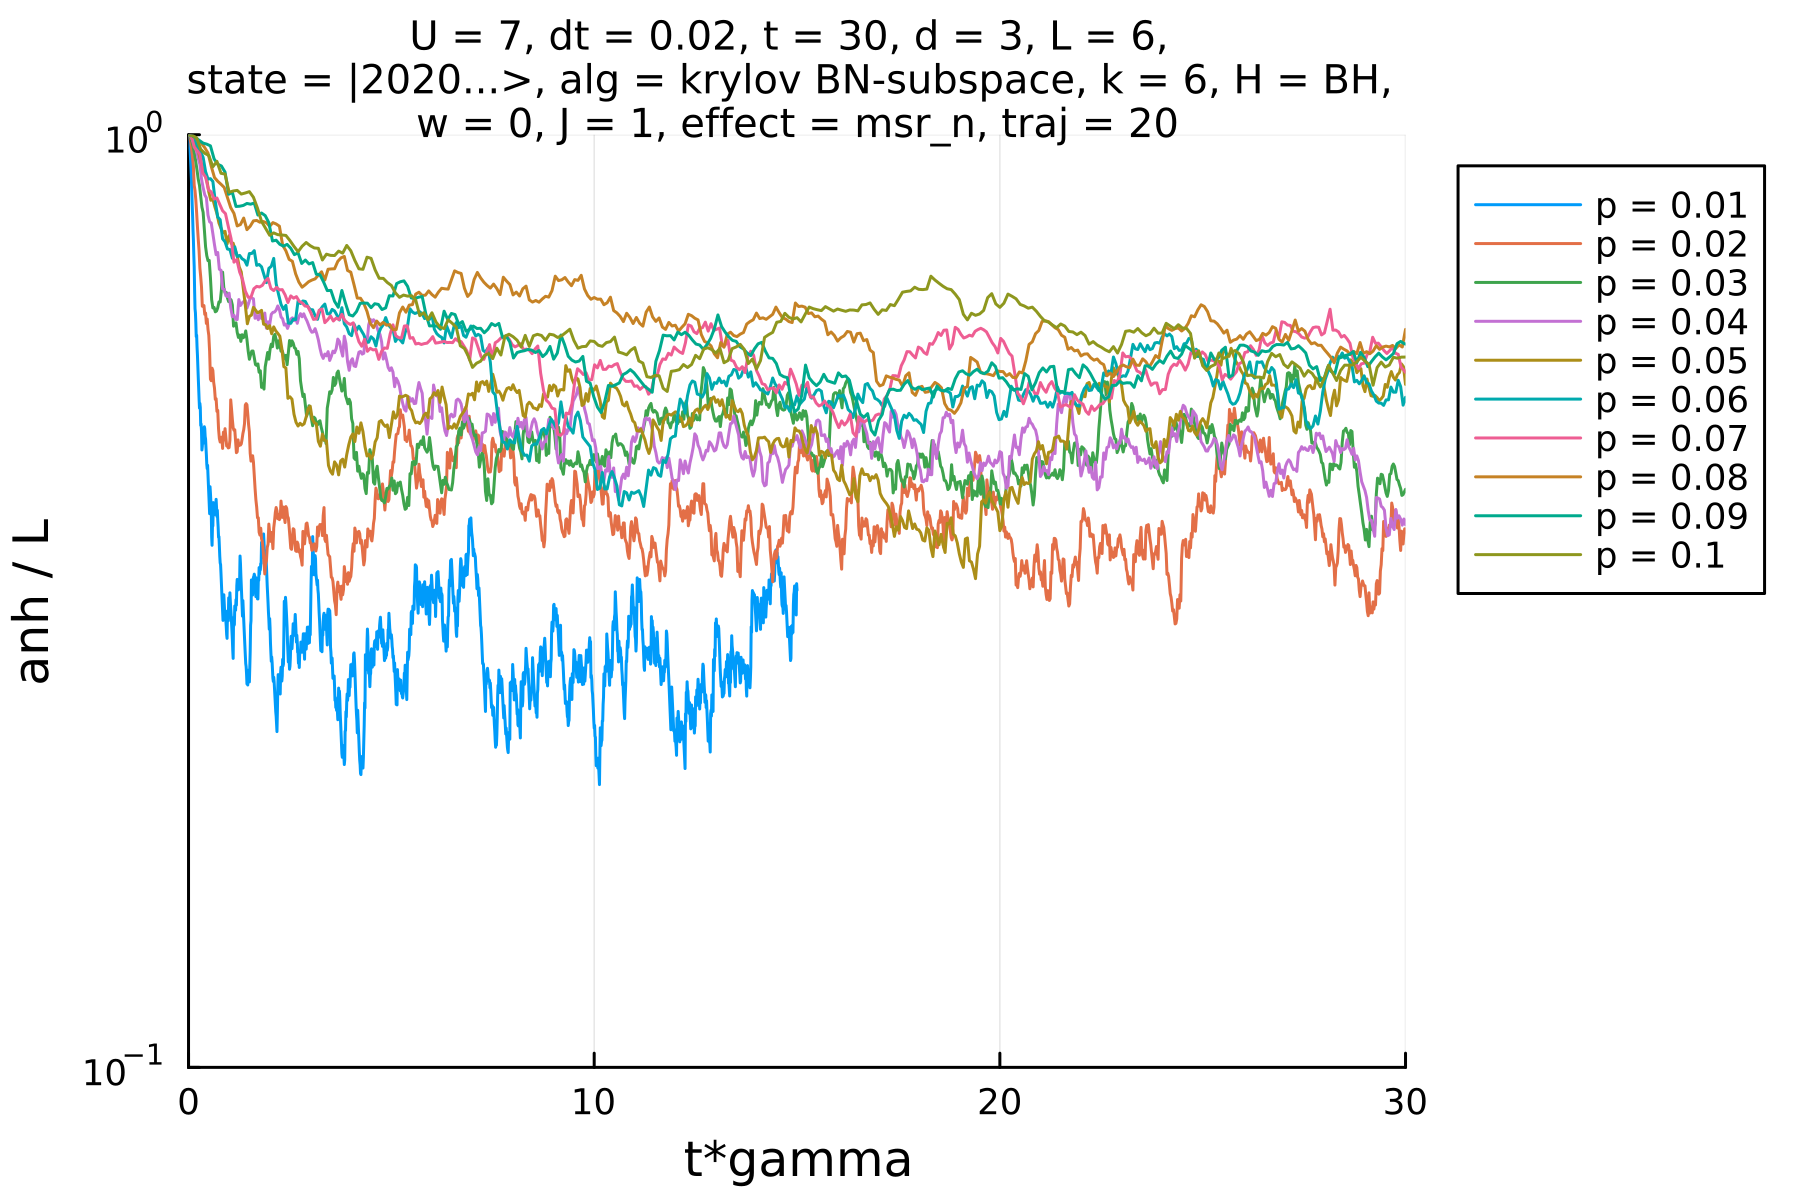 U = 7, dt = 0.02, t = 30, d = 3, L = 6,
state = |2020...>, alg = krylov BN-subspace, k = 6, H = BH,
w = 0, J = 1, effect = msr_n, traj = 20
10⁰
10⁻¹
anh / L
0 10 20 30
t*gamma
p = 0.01
p = 0.02
p = 0.03
p = 0.04
p = 0.05
p = 0.06
p = 0.07
p = 0.08
p = 0.09
p = 0.1